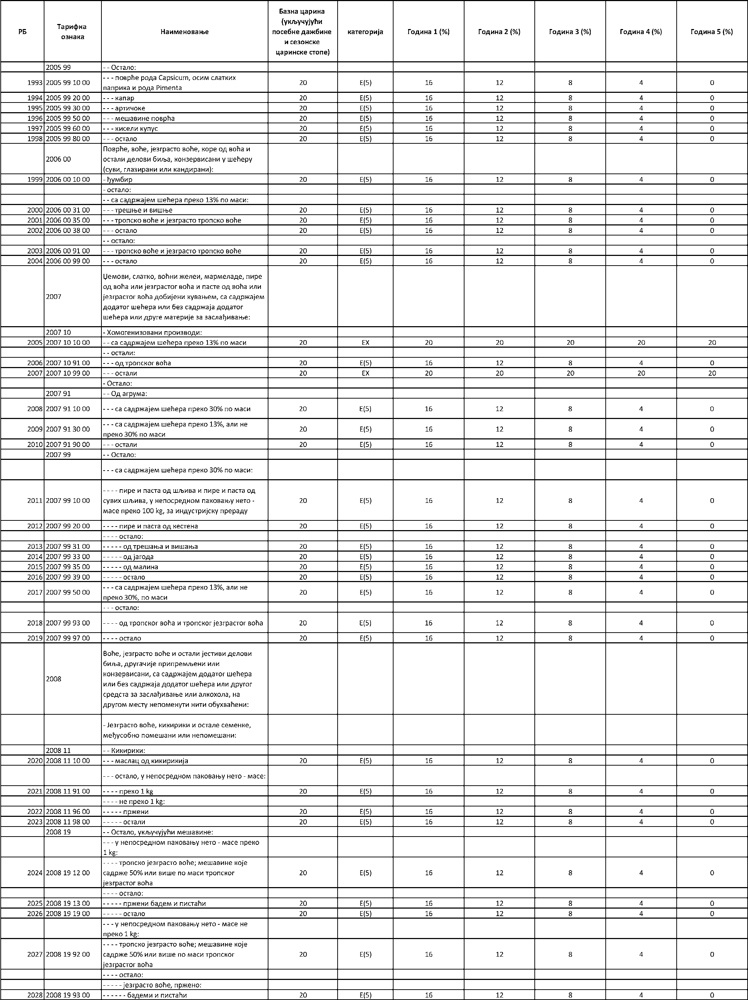 РБ Тарифна ознака Наименовање Базна царина (укључујући посебне дажбине и сезонске царинске стопе) категорија Година 1 (%) Година 2 (%) Година 3 (%) Година 4 (%) Година 5 (%)
2005 99 - - Остало:
1993 2005 99 10 00 - - - поврће рода Capsicum, осим слатких паприка и рода Pimenta 20 E(5) 16 12 8 4 0
1994 2005 99 20 00 - - - капар 20 E(5) 16 12 8 4 0
1995 2005 99 30 00 - - - артичоке 20 E(5) 16 12 8 4 0
1996 2005 99 50 00 - - - мешавине поврћа 20 E(5) 16 12 8 4 0
1997 2005 99 60 00 - - - кисели купус 20 E(5) 16 12 8 4 0
1998 2005 99 80 00 - - - остало 20 E(5) 16 12 8 4 0
2006 00 Поврће, воће, језграсто воће, коре од воћа и остали делови биља, конзервисани у шећеру (суви, глазирани или кандирани):
1999 2006 00 10 00 - ђумбир 20 E(5) 16 12 8 4 0
- остало:
- - са садржајем шећера преко 13% по маси:
2000 2006 00 31 00 - - - трешње и вишње 20 E(5) 16 12 8 4 0
2001 2006 00 35 00 - - - тропско воће и језграсто тропско воће 20 E(5) 16 12 8 4 0
2002 2006 00 38 00 - - - остало 20 E(5) 16 12 8 4 0
- - остало:
2003 2006 00 91 00 - - - тропско воће и језграсто тропско воће 20 E(5) 16 12 8 4 0
2004 2006 00 99 00 - - - остало 20 E(5) 16 12 8 4 0
2007 Џемови, слатко, воћни желеи, мармеладе, пире од воћа или језграстог воћа и пасте од воћа или језграстог воћа добијени кувањем, са садржајем додатог шећера или без садржаја додатог шећера или друге материје за заслађивање:
2007 10 - Хомогенизовани производи:
2005 2007 10 10 00 - - са садржајем шећера преко 13% по маси 20 EX 20 20 20 20 20
- - остали:
2006 2007 10 91 00 - - - од тропског воћа 20 E(5) 16 12 8 4 0
2007 2007 10 99 00 - - - остали 20 EX 20 20 20 20 20
- Остало:
2007 91 - - Од агрума:
2008 2007 91 10 00 - - - са садржајем шећера преко 30% по маси 20 E(5) 16 12 8 4 0
2009 2007 91 30 00 - - - са садржајем шећера преко 13%, али не преко 30% по маси 20 E(5) 16 12 8 4 0
2010 2007 91 90 00 - - - остали 20 E(5) 16 12 8 4 0
2007 99 - - Остало:
- - - са садржајем шећера преко 30% по маси:
2011 2007 99 10 00 - - - - пире и паста од шљива и пире и паста од сувих шљива, у непосредном паковању нето - масе преко 100 kg, за индустријску прераду 20 E(5) 16 12 8 4 0
2012 2007 99 20 00 - - - - пире и паста од кестена 20 E(5) 16 12 8 4 0
- - - - остало:
2013 2007 99 31 00 - - - - - од трешања и вишања 20 E(5) 16 12 8 4 0
2014 2007 99 33 00 - - - - - од јагода 20 E(5) 16 12 8 4 0
2015 2007 99 35 00 - - - - - од малина 20 E(5) 16 12 8 4 0
2016 2007 99 39 00 - - - - - остало 20 E(5) 16 12 8 4 0
2017 2007 99 50 00 - - - са садржајем шећера преко 13%, али не преко 30%, по маси 20 E(5) 16 12 8 4 0
- - - остало:
2018 2007 99 93 00 - - - - од тропског воћа и тропског језграстог воћа 20 E(5) 16 12 8 4 0
2019 2007 99 97 00 - - - - остало 20 E(5) 16 12 8 4 0
2008 Воће, језграсто воће и остали јестиви делови биља, другачије припремљени или конзервисани, са садржајем додатог шећера или без садржаја додатог шећера или другог средста за заслађивање или алкохола, на другом месту непоменути нити обухваћени:
- Језграсто воће, кикирики и остале семенке, међусобно помешани или непомешани:
2008 11 - - Кикирики:
2020 2008 11 10 00 - - - маслац од кикирикија 20 E(5) 16 12 8 4 0
- - - остало, у непосредном паковању нето - масе:
2021 2008 11 91 00 - - - - преко 1 kg 20 E(5) 16 12 8 4 0
- - - - не преко 1 kg:
2022 2008 11 96 00 - - - - - пржени 20 E(5) 16 12 8 4 0
2023 2008 11 98 00 - - - - - остали 20 E(5) 16 12 8 4 0
2008 19 - - Остало, укључујући мешавине:
- - - у непосредном паковању нето - масе преко 1 kg:
2024 2008 19 12 00 - - - - тропско језграсто воће; мешавине које садрже 50% или више по маси тропског језграстог воћа 20 E(5) 16 12 8 4 0
- - - - остало:
2025 2008 19 13 00 - - - - - пржени бадем и пистаћи 20 E(5) 16 12 8 4 0
2026 2008 19 19 00 - - - - - остало 20 E(5) 16 12 8 4 0
- - - у непосредном паковању нето - масе не преко 1 kg:
2027 2008 19 92 00 - - - - тропско језграсто воће; мешавине које садрже 50% или више по маси тропског језграстог воћа 20 E(5) 16 12 8 4 0
- - - - остало:
- - - - - језграсто воће, пржено:
2028 2008 19 93 00 - - - - - - бадеми и пистаћи 20 E(5) 16 12 8 4 0